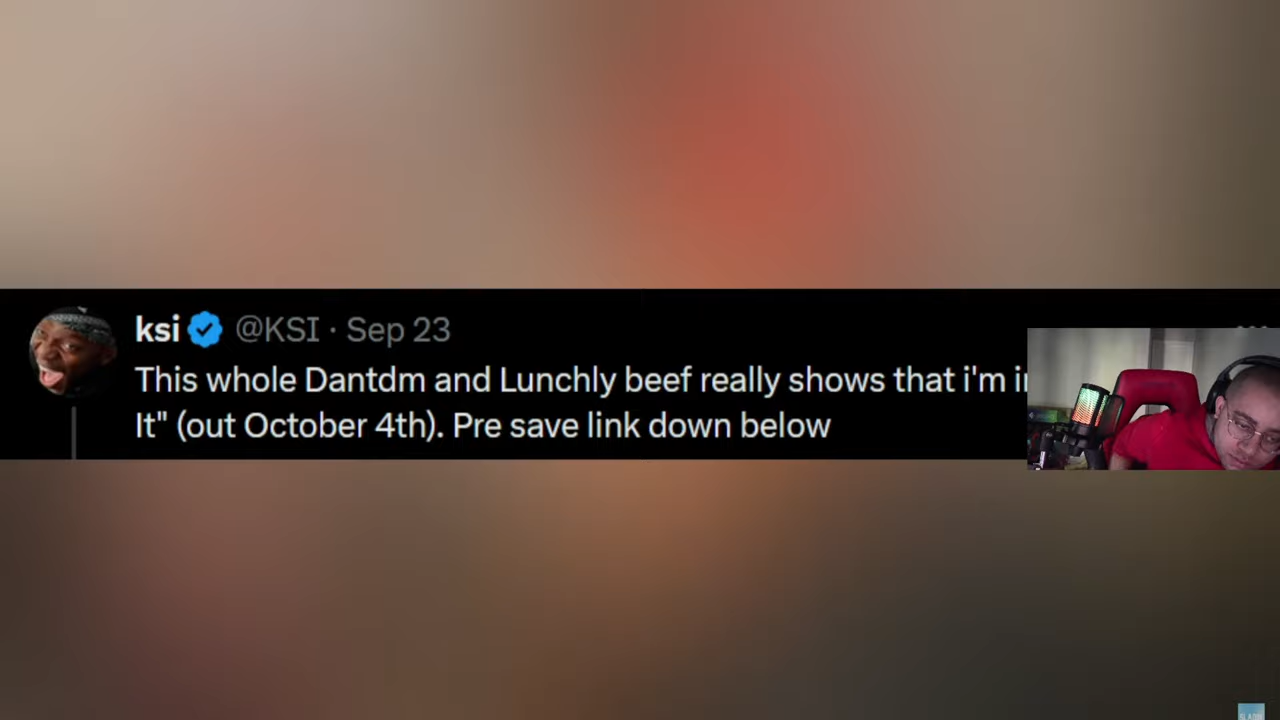 ksi @KSI · Sep 23
This whole Dantdm and Lunchly beef really shows that i'm
It" (out October 4th). Pre save link down below